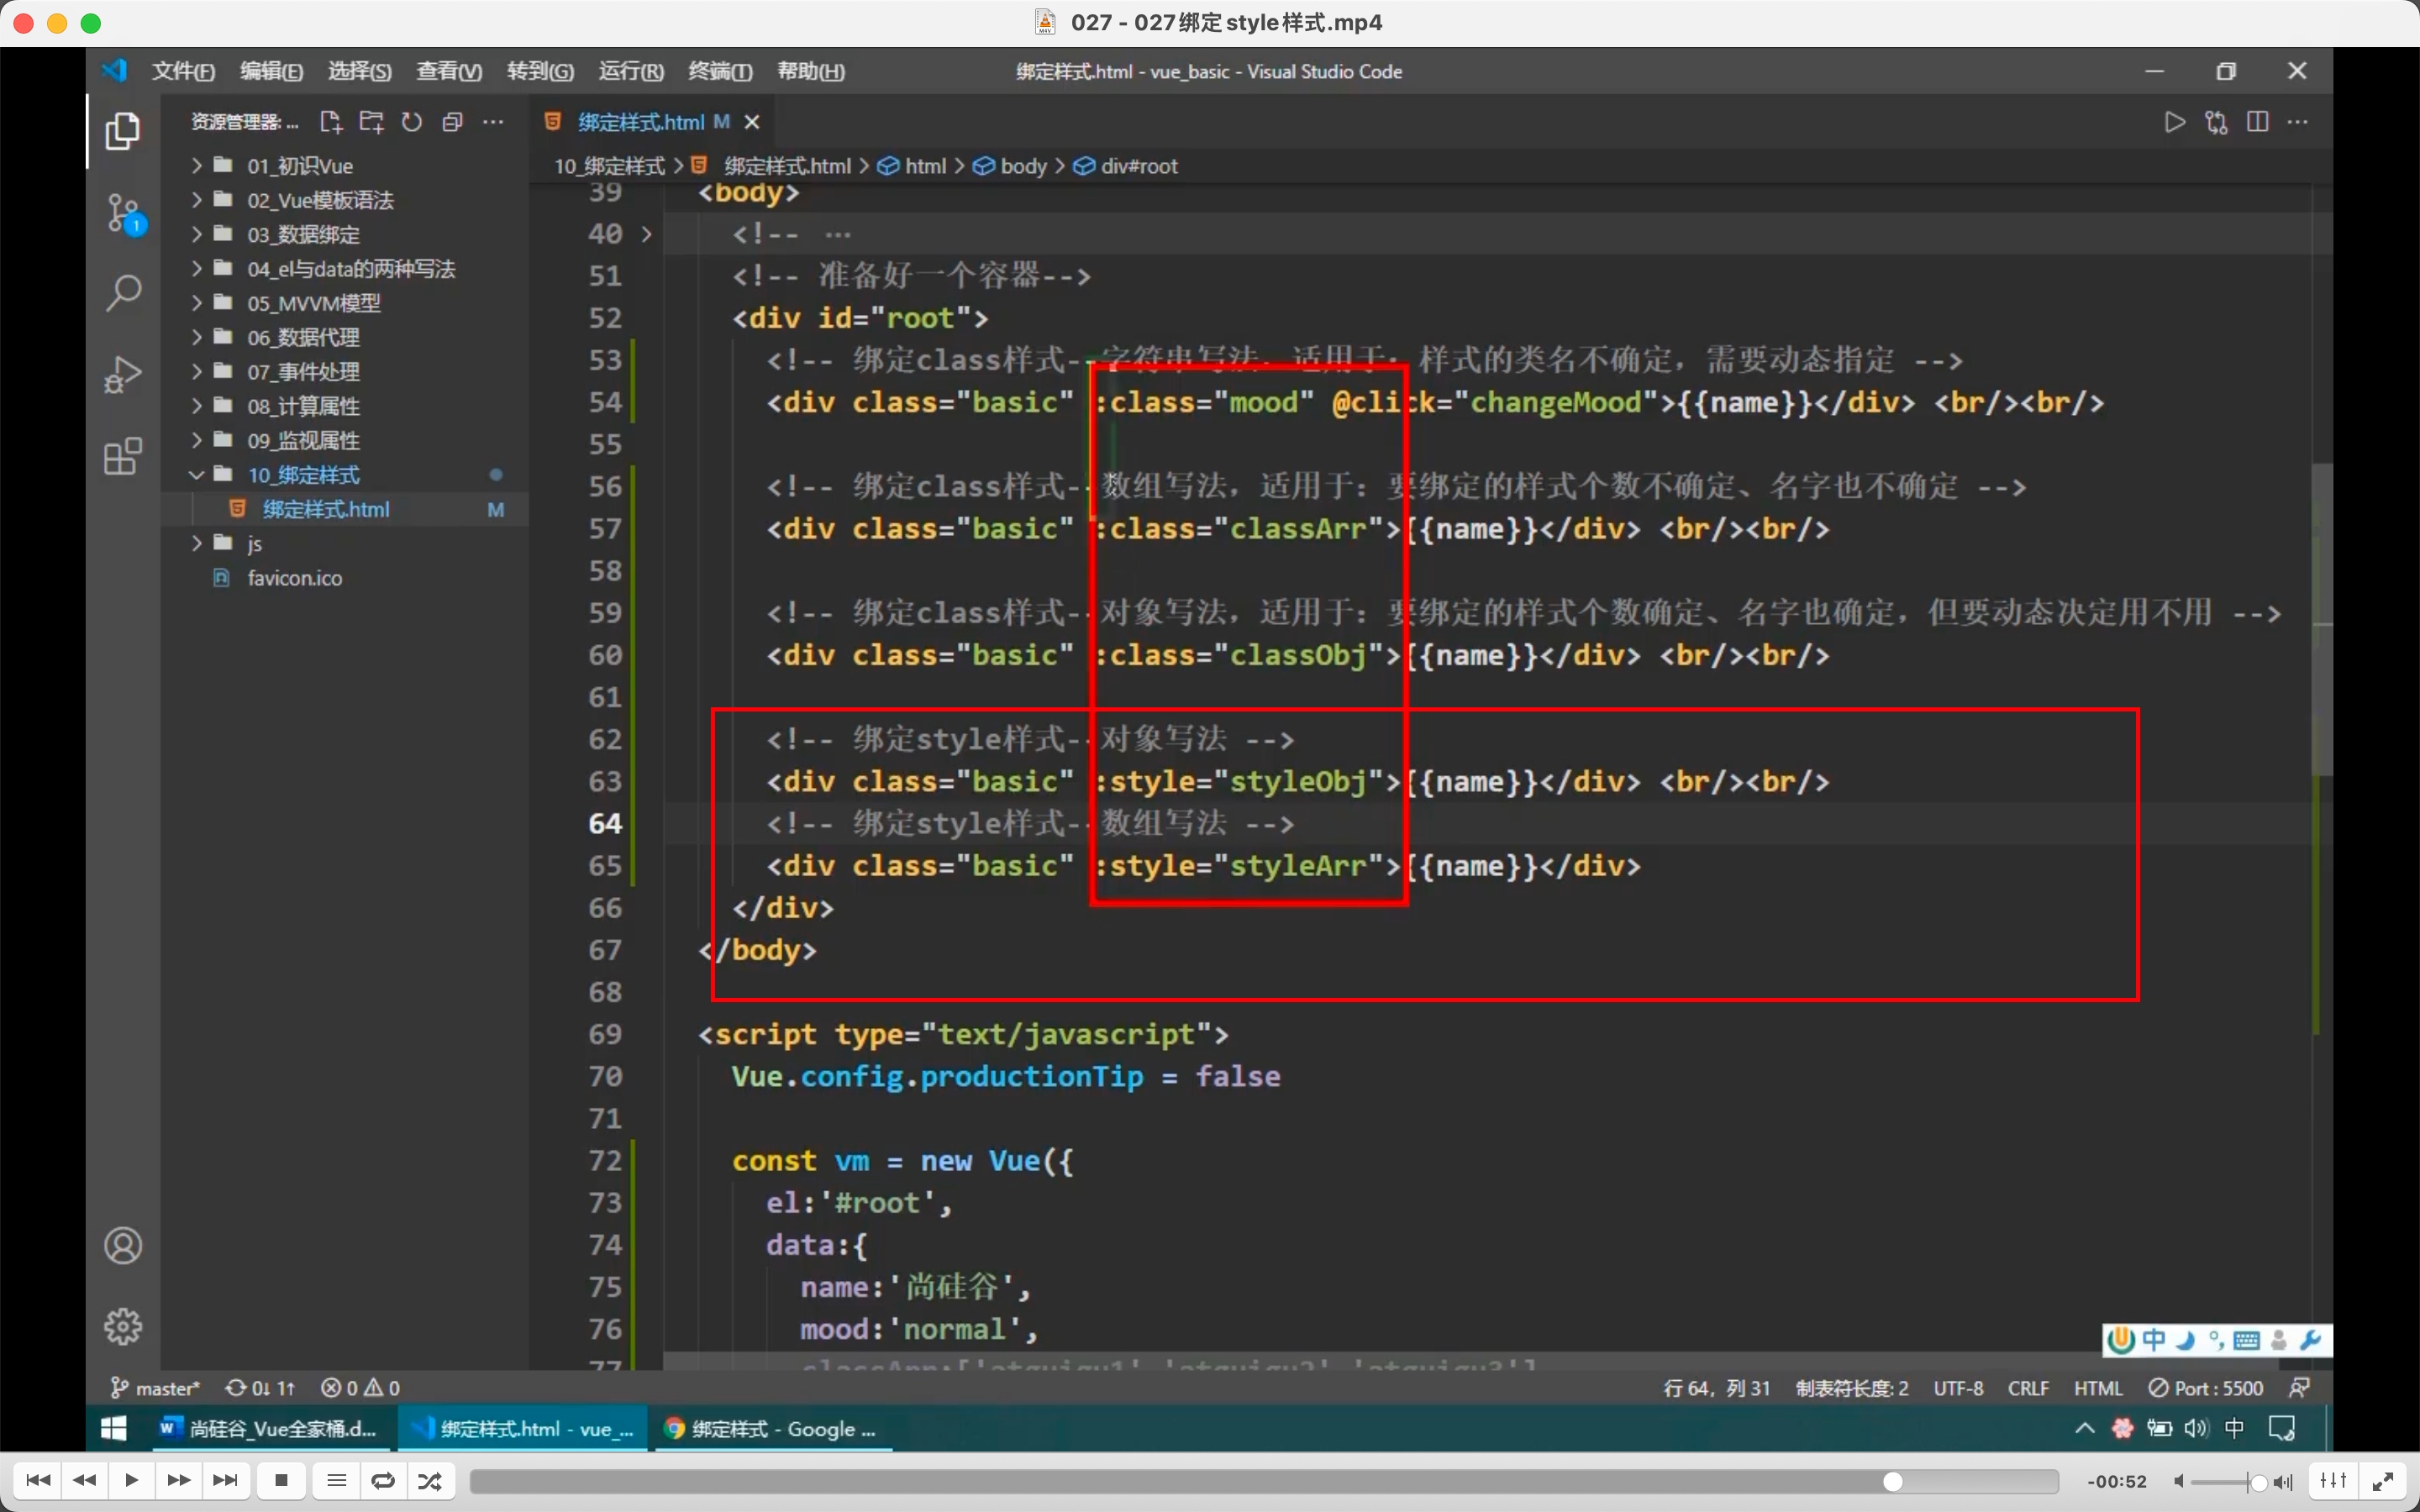 027 - 027绑定style样式.mp4
文件(F) 编辑(E) 选择(S) 查看(V) 转到(G) 运行(R) 终端(T) 帮助(H) 绑定样式.html - vue_basic - Visual Studio Code
资源管理器: ...
绑定样式.html M
10_绑定样式 > 绑定样式.html > html > body > div#root
01_初识Vue
02_Vue模板语法
03_数据绑定
04_el与data的两种写法
05_MVVM模型
06_数据代理
07_事件处理
08_计算属性
09_监视属性
10_绑定样式
绑定样式.html M
js
favicon.ico
1
39 <body>
40 > <!-- ...
51 <!-- 准备好一个容器-->
52 <div id="root">
53 <!-- 绑定class样式--字符串写法，适用于：样式的类名不确定，需要动态指定 -->
54 <div class="basic" :class="mood" @click="changeMood">{{name}}</div> <br/><br/>
55
56 <!-- 绑定class样式--数组写法，适用于：要绑定的样式个数不确定、名字也不确定 -->
57 <div class="basic" :class="classArr">{{name}}</div> <br/><br/>
58
59 <!-- 绑定class样式--对象写法，适用于：要绑定的样式个数确定、名字也确定，但要动态决定用不用 -->
60 <div class="basic" :class="classObj">{{name}}</div> <br/><br/>
61
62 <!-- 绑定style样式--对象写法 -->
63 <div class="basic" :style="styleObj">{{name}}</div> <br/><br/>
64 <!-- 绑定style样式--数组写法 -->
65 <div class="basic" :style="styleArr">{{name}}</div>
66 </div>
67 </body>
68
69 <script type="text/javascript">
70 Vue.config.productionTip = false
71
72 const vm = new Vue({
73 el:'#root',
74 data:{
75 name:'尚硅谷',
76 mood:'normal',
77 classArr:['atguigu1','atguigu2','atguigu3']
中
master* 0↓ 1↑ 0 0 行 64，列 31 制表符长度: 2 UTF-8 CRLF HTML Port : 5500
尚硅谷_Vue全家桶.d... 绑定样式.html - vue_... 绑定样式 - Google ... 中
-00:52